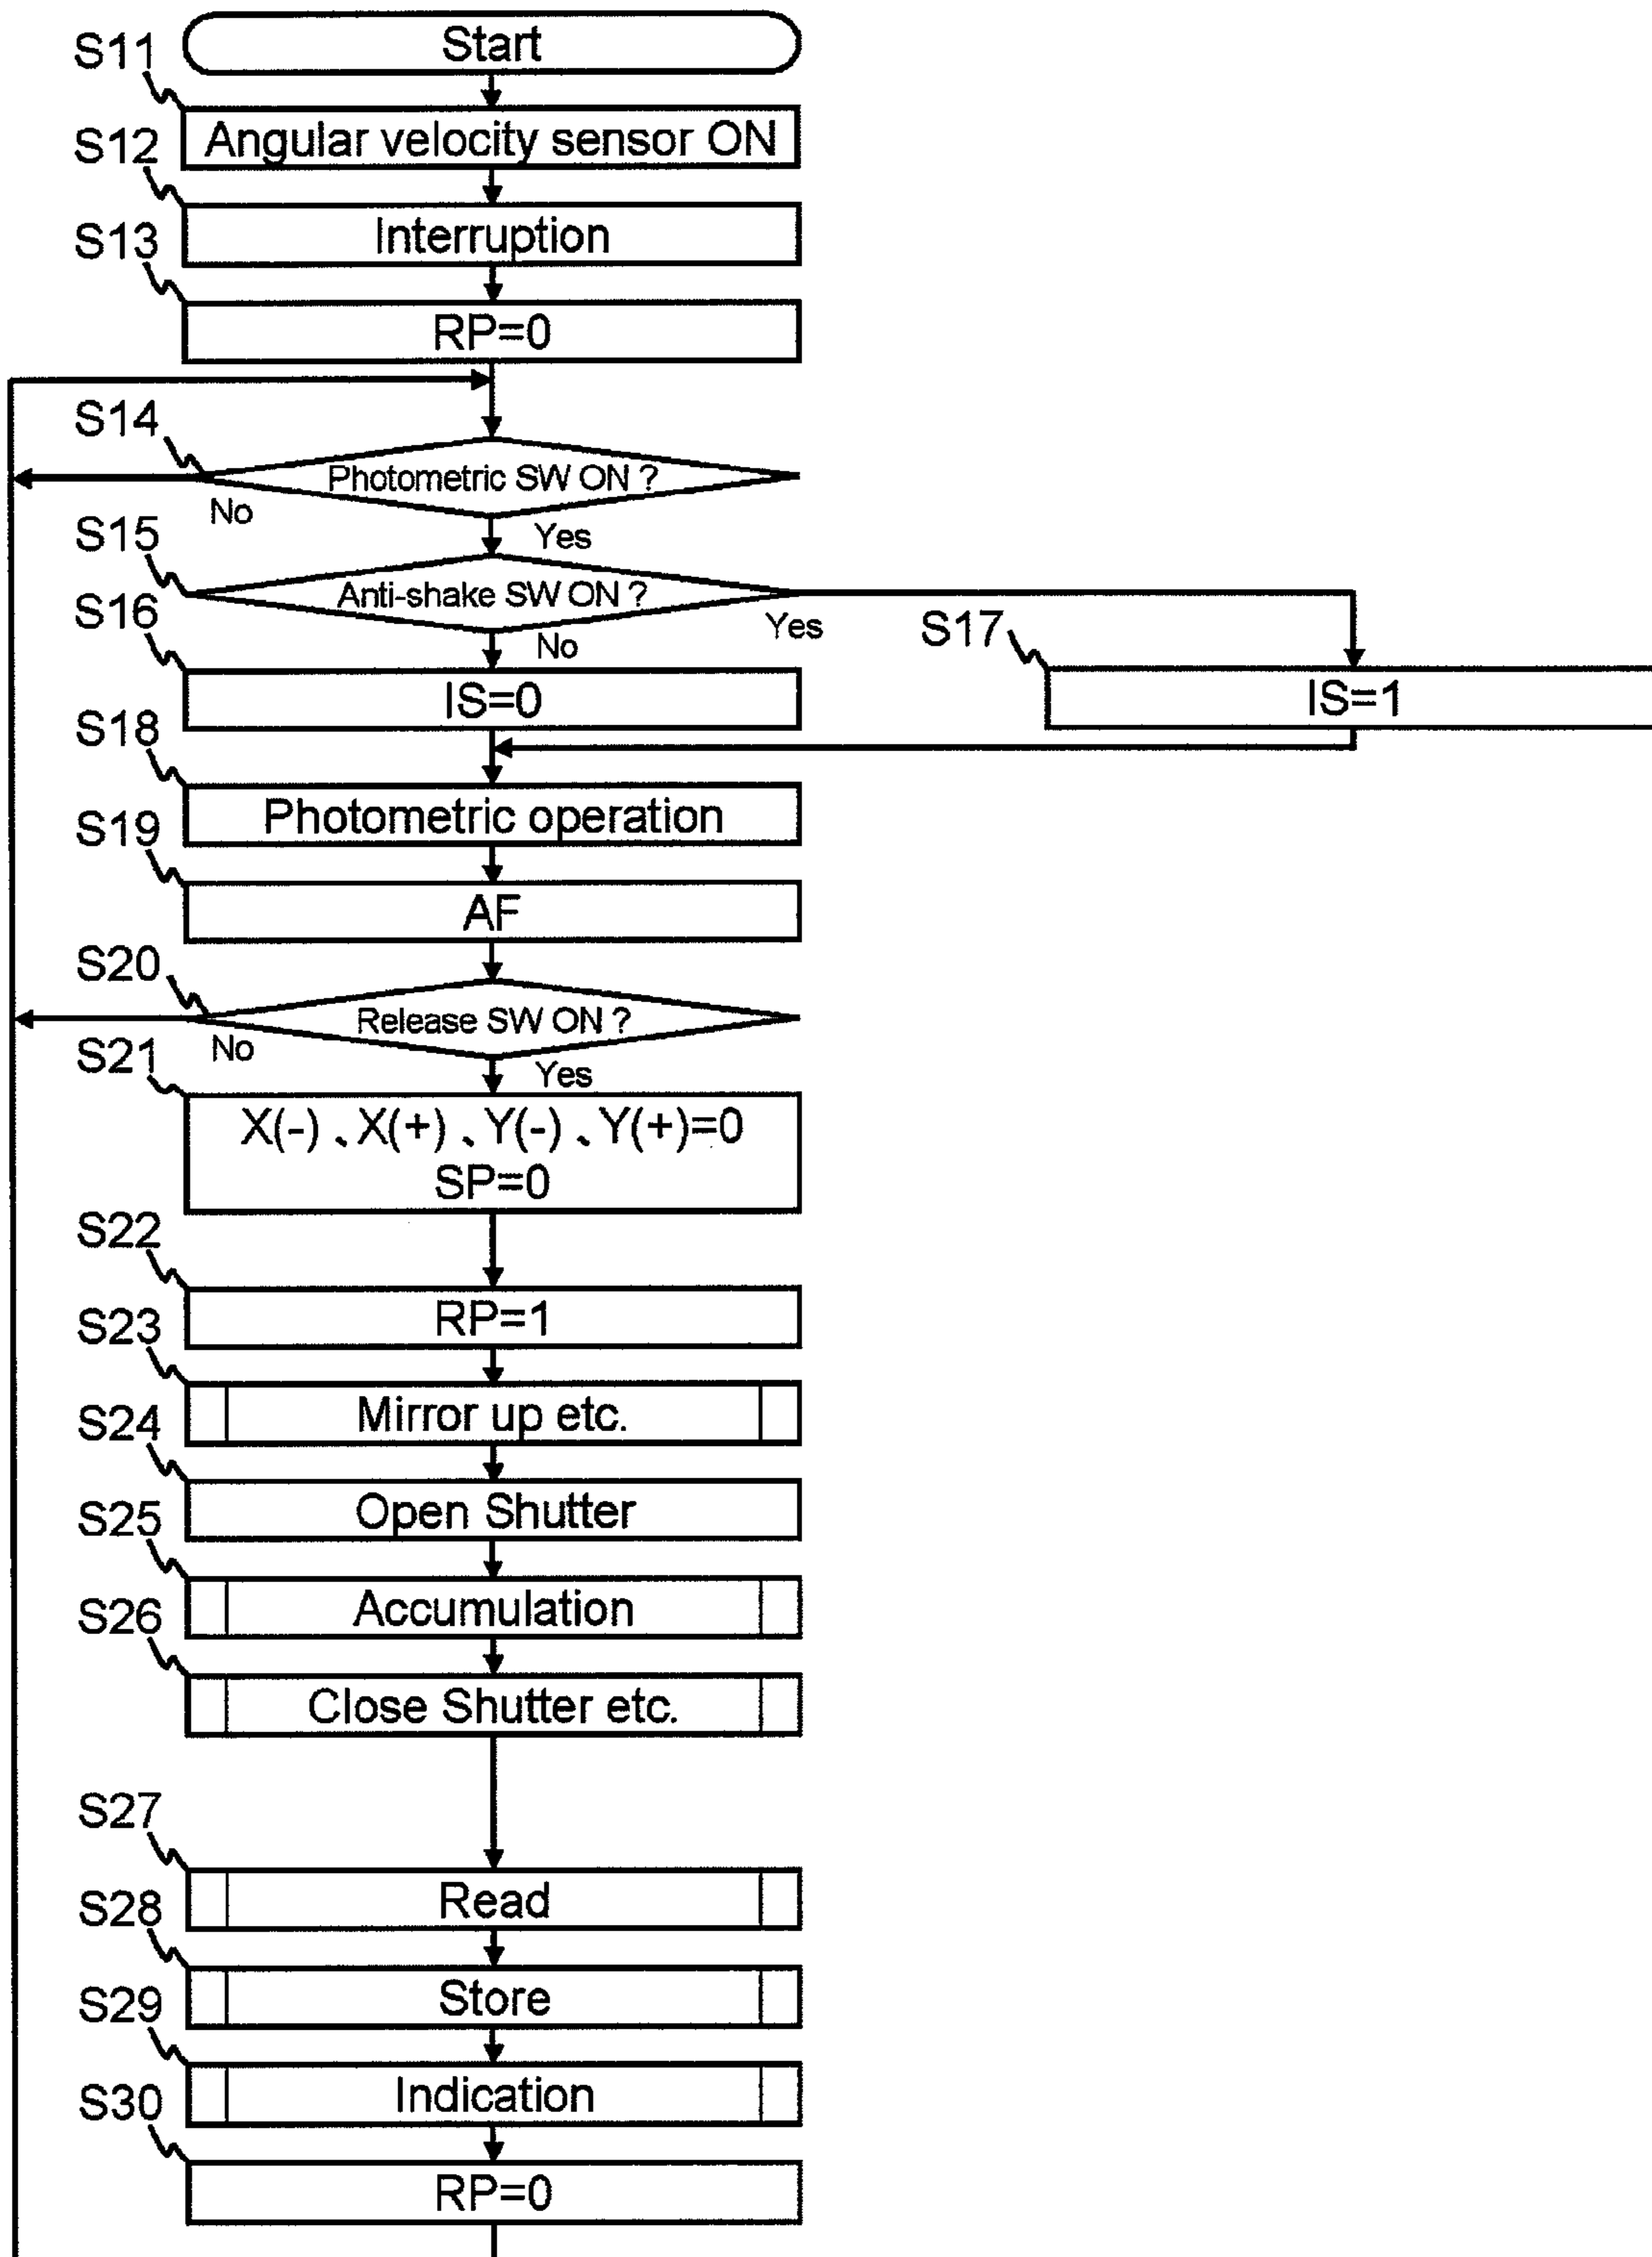 Start
S11
Angular velocity sensor ON
S12
Interruption
S13
RP=0
S14
Photometric SW ON ?
No
Yes
S15
Anti-shake SW ON ?
Yes
No
S16
IS=0
S17
IS=1
S18
Photometric operation
S19
AF
S20
Release SW ON ?
No
Yes
S21
X(-) 、X(+) 、Y(-) 、Y(+)=0
SP=0
S22
RP=1
S23
Mirror up etc.
S24
Open Shutter
S25
Accumulation
S26
Close Shutter etc.
S27
Read
S28
Store
S29
Indication
S30
RP=0